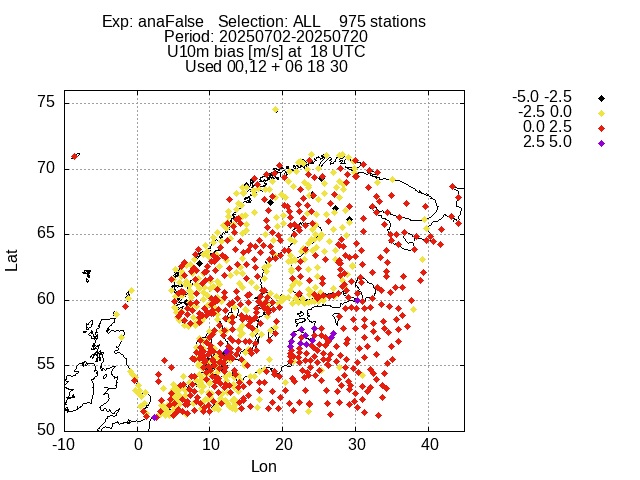 Exp: anaFalse Selection: ALL 975 stations
Period: 20250702-20250720
U10m bias [m/s] at 18 UTC
Used 00,12 + 06 18 30
-5.0 -2.5
-2.5 0.0
0.0 2.5
2.5 5.0
75
70
65
60
55
50
Lat
-10 0 10 20 30 40
Lon